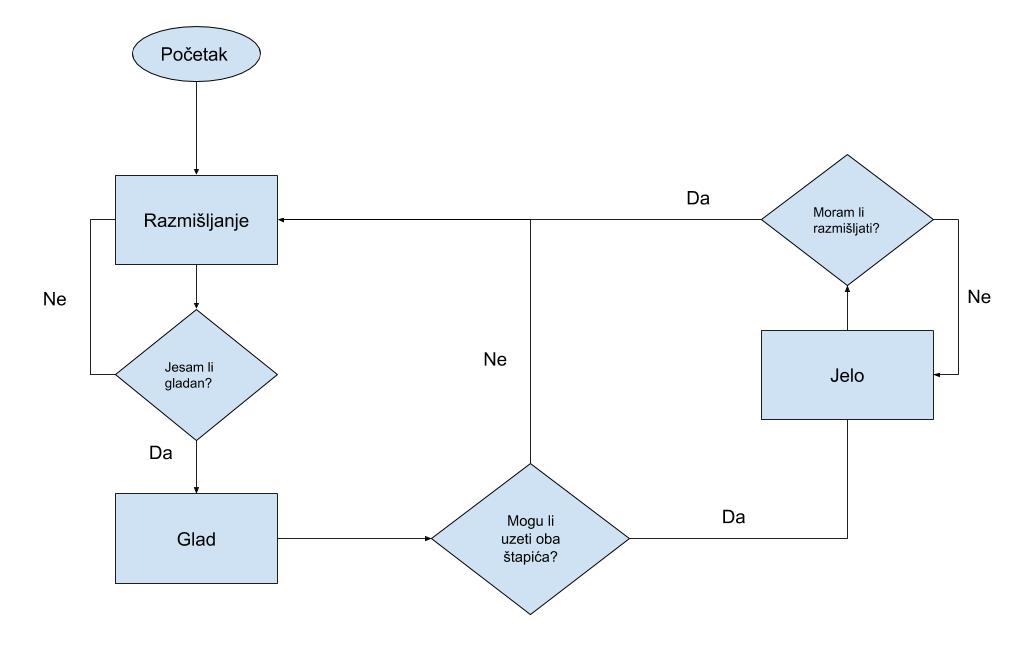 Početak
Razmišljanje
Ne
Jesam li
gladan?
Da
Glad
Mogu li
uzeti oba
štapića?
Ne
Da
Jelo
Moram li
razmišljati?
Da
Ne